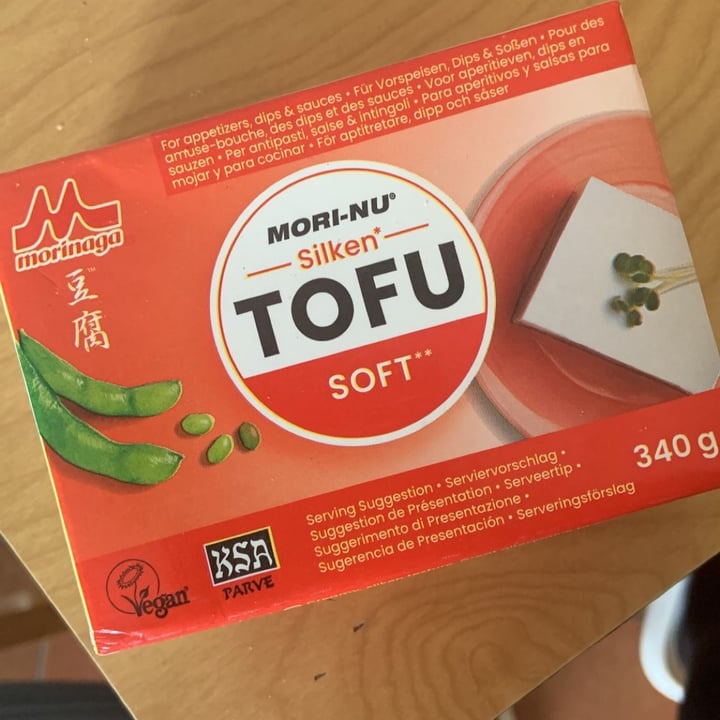 For appetizers, dips & sauces • Für Vorspeisen, Dips & Soßen • Pour des
amuse-bouche, des dips et des sauces • Voor aperitieven, dips en
sauzen • Per antipasti, salse & intingoli • Para aperitivos y salsas para
mojar y para cocinar • För aptitretare, dipp och såser
morinaga
豆腐™
MORI-NU®
Silken*
TOFU
SOFT**
340 g
Serving Suggestion • Serviervorschlag •
Suggestion de Présentation • Serveertip •
Suggerimento di Presentazione •
Sugerencia de Presentación • Serveringsförslag
Vegan
KSA
PARVE